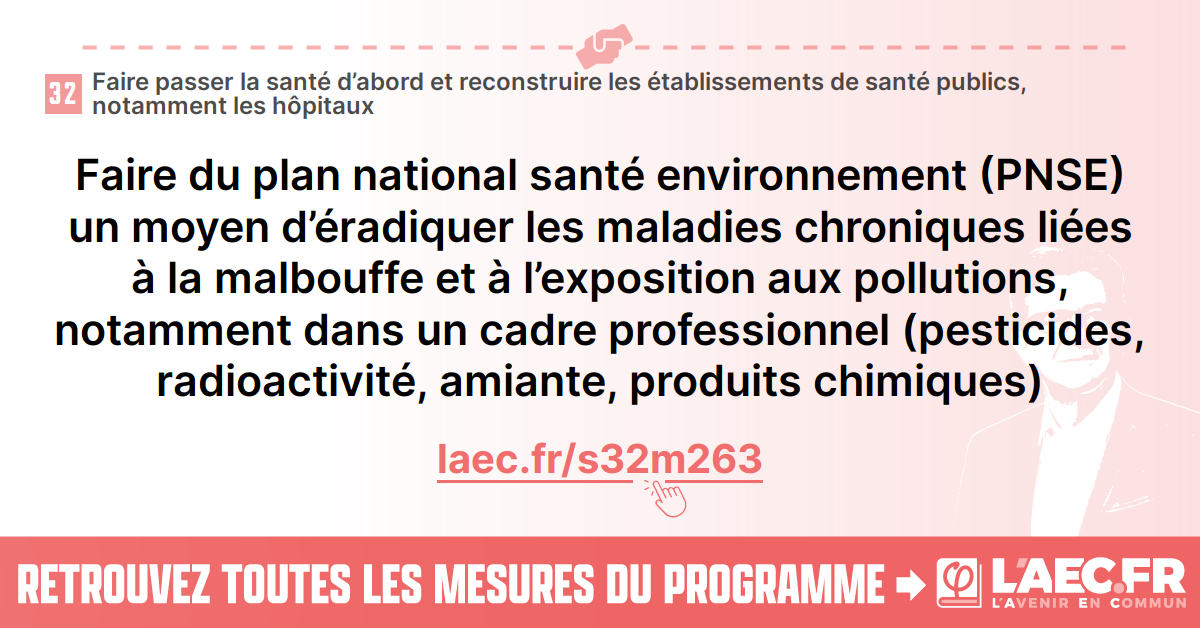 32
Faire passer la santé d’abord et reconstruire les établissements de santé publics,
notamment les hôpitaux
Faire du plan national santé environnement (PNSE)
un moyen d’éradiquer les maladies chroniques liées
à la malbouffe et à l’exposition aux pollutions,
notamment dans un cadre professionnel (pesticides,
radioactivité, amiante, produits chimiques)
laec.fr/s32m263
RETROUVEZ TOUTES LES MESURES DU PROGRAMME
φ
L'AEC.FR
L'AVENIR EN COMMUN